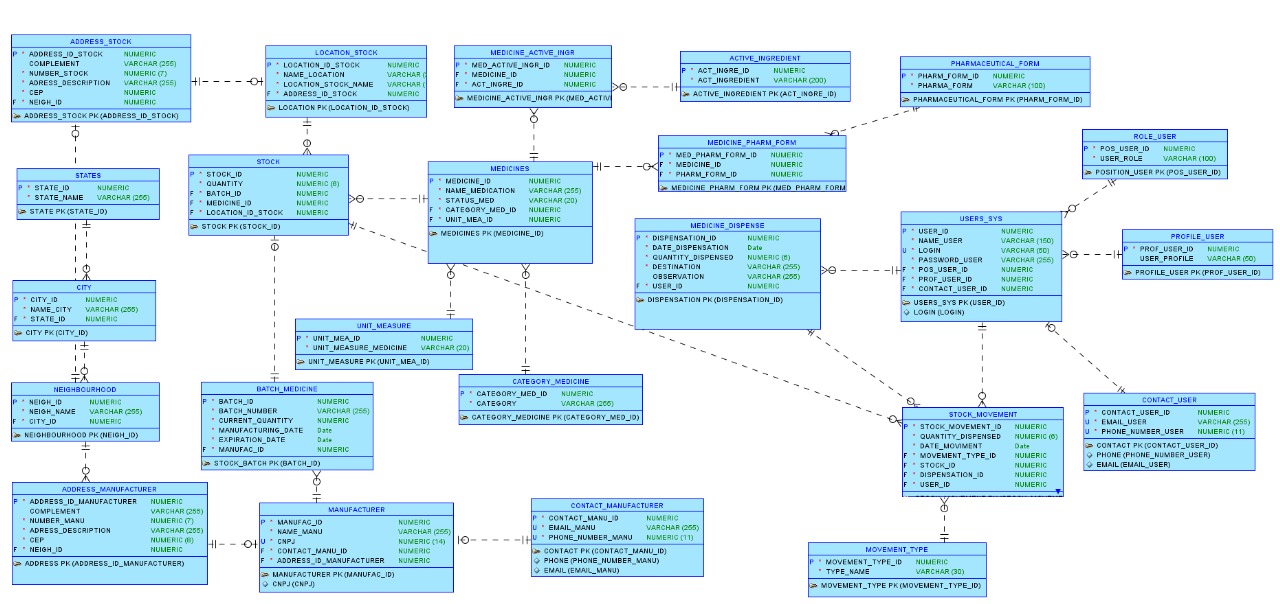 ADDRESS_STOCK
P * ADDRESS_ID_STOCK NUMERIC
COMPLEMENT VARCHAR (255)
* NUMBER_STOCK NUMERIC (7)
* ADRESS_DESCRIPTION VARCHAR (255)
* CEP NUMERIC
F * NEIGH_ID NUMERIC
ADDRESS_STOCK PK (ADDRESS_ID_STOCK)
LOCATION_STOCK
P * LOCATION_ID_STOCK NUMERIC
* NAME_LOCATION VARCHAR (
LOCATION_STOCK_NAME VARCHAR (
F * ADDRESS_ID_STOCK NUMERIC
LOCATION PK (LOCATION_ID_STOCK)
MEDICINE_ACTIVE_INGR
P * MED_ACTIVE_INGR_ID NUMERIC
F * MEDICINE_ID NUMERIC
F * ACT_INGRE_ID NUMERIC
MEDICINE_ACTIVE_INGR PK (MED_ACTIVI
ACTIVE_INGREDIENT
P * ACT_INGRE_ID NUMERIC
* ACT_INGREDIENT VARCHAR (200)
ACTIVE_INGREDIENT PK (ACT_INGRE_ID)
PHARMACEUTICAL_FORM
P * PHARM_FORM_ID NUMERIC
* PHARMA_FORM VARCHAR (100)
PHARMACEUTICAL_FORM PK (PHARM_FORM_ID)
STATES
P * STATE_ID NUMERIC
* STATE_NAME VARCHAR (255)
STATE PK (STATE_ID)
STOCK
P * STOCK_ID NUMERIC
* QUANTITY NUMERIC (6)
F * BATCH_ID NUMERIC
F * MEDICINE_ID NUMERIC
F * LOCATION_ID_STOCK NUMERIC
STOCK PK (STOCK_ID)
MEDICINES
P * MEDICINE_ID NUMERIC
* NAME_MEDICATION VARCHAR (255)
* STATUS_MED VARCHAR (20)
F * CATEGORY_MED_ID NUMERIC
F * UNIT_MEA_ID NUMERIC
MEDICINES PK (MEDICINE_ID)
MEDICINE_PHARM_FORM
P * MED_PHARM_FORM_ID NUMERIC
F * MEDICINE_ID NUMERIC
F * PHARM_FORM_ID NUMERIC
MEDICINE_PHARM_FORM PK (MED_PHARM_FORM
ROLE_USER
P * POS_USER_ID NUMERIC
* USER_ROLE VARCHAR (100)
POSITION_USER PK (POS_USER_ID)
MEDICINE_DISPENSE
P * DISPENSATION_ID NUMERIC
* DATE_DISPENSATION Date
* QUANTITY_DISPENSED NUMERIC (6)
* DESTINATION VARCHAR (255)
OBSERVATION VARCHAR (255)
F * USER_ID NUMERIC
DISPENSATION PK (DISPENSATION_ID)
USERS_SYS
P * USER_ID NUMERIC
* NAME_USER VARCHAR (150)
U * LOGIN VARCHAR (50)
* PASSWORD_USER VARCHAR (255)
F * POS_USER_ID NUMERIC
F * PROF_USER_ID NUMERIC
F * CONTACT_USER_ID NUMERIC
USERS_SYS PK (USER_ID)
LOGIN (LOGIN)
PROFILE_USER
P * PROF_USER_ID NUMERIC
USER_PROFILE VARCHAR (50)
PROFILE_USER PK (PROF_USER_ID)
CITY
P * CITY_ID NUMERIC
* NAME_CITY VARCHAR (255)
F * STATE_ID NUMERIC
CITY PK (CITY_ID)
UNIT_MEASURE
P * UNIT_MEA_ID NUMERIC
* UNIT_MEASURE_MEDICINE VARCHAR (20)
UNIT_MEASURE PK (UNIT_MEA_ID)
CATEGORY_MEDICINE
P * CATEGORY_MED_ID NUMERIC
* CATEGORY VARCHAR (255)
CATEGORY_MEDICINE PK (CATEGORY_MED_ID)
NEIGHBOURHOOD
P * NEIGH_ID NUMERIC
* NEIGH_NAME VARCHAR (255)
F * CITY_ID NUMERIC
NEIGHBOURHOOD PK (NEIGH_ID)
BATCH_MEDICINE
P * BATCH_ID NUMERIC
* BATCH_NUMBER VARCHAR (255)
* CURRENT_QUANTITY NUMERIC
* MANUFACTURING_DATE Date
* EXPIRATION_DATE Date
F * MANUFAC_ID NUMERIC
STOCK_BATCH PK (BATCH_ID)
STOCK_MOVEMENT
P * STOCK_MOVEMENT_ID NUMERIC
* QUANTITY_DISPENSED NUMERIC (6)
* DATE_MOVIMENT Date
F * MOVEMENT_TYPE_ID NUMERIC
F * STOCK_ID NUMERIC
F * DISPENSATION_ID NUMERIC
F * USER_ID NUMERIC
CONTACT_USER
P * CONTACT_USER_ID NUMERIC
U * EMAIL_USER VARCHAR (255)
U * PHONE_NUMBER_USER NUMERIC (11)
CONTACT PK (CONTACT_USER_ID)
PHONE (PHONE_NUMBER_USER)
EMAIL (EMAIL_USER)
ADDRESS_MANUFACTURER
P * ADDRESS_ID_MANUFACTURER NUMERIC
COMPLEMENT VARCHAR (255)
* NUMBER_MANU NUMERIC (7)
* ADRESS_DESCRIPTION VARCHAR (255)
* CEP NUMERIC (8)
F * NEIGH_ID NUMERIC
ADDRESS PK (ADDRESS_ID_MANUFACTURER)
MANUFACTURER
P * MANUFAC_ID NUMERIC
* NAME_MANU VARCHAR (255)
U * CNPJ NUMERIC (14)
F * CONTACT_MANU_ID NUMERIC
F * ADDRESS_ID_MANUFACTURER NUMERIC
MANUFACTURER PK (MANUFAC_ID)
CNPJ (CNPJ)
CONTACT_MANUFACTURER
P * CONTACT_MANU_ID NUMERIC
U * EMAIL_MANU VARCHAR (255)
U * PHONE_NUMBER_MANU NUMERIC (11)
CONTACT PK (CONTACT_MANU_ID)
PHONE (PHONE_NUMBER_MANU)
EMAIL (EMAIL_MANU)
MOVEMENT_TYPE
P * MOVEMENT_TYPE_ID NUMERIC
* TYPE_NAME VARCHAR (30)
MOVEMENT_TYPE PK (MOVEMENT_TYPE_ID)